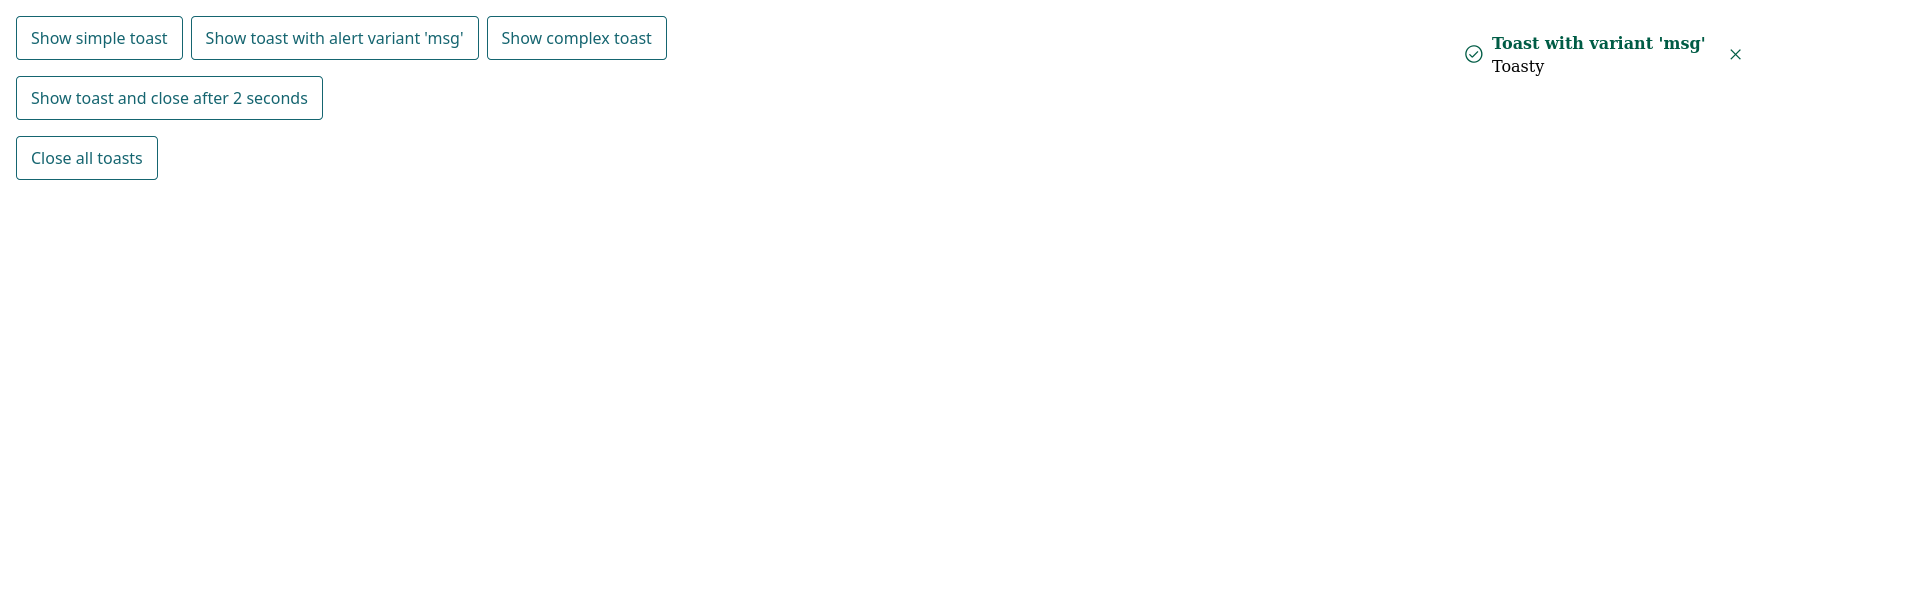 Show simple toast
Show toast with alert variant 'msg'
Show complex toast
Show toast and close after 2 seconds
Close all toasts
Toast with variant 'msg'
Toasty